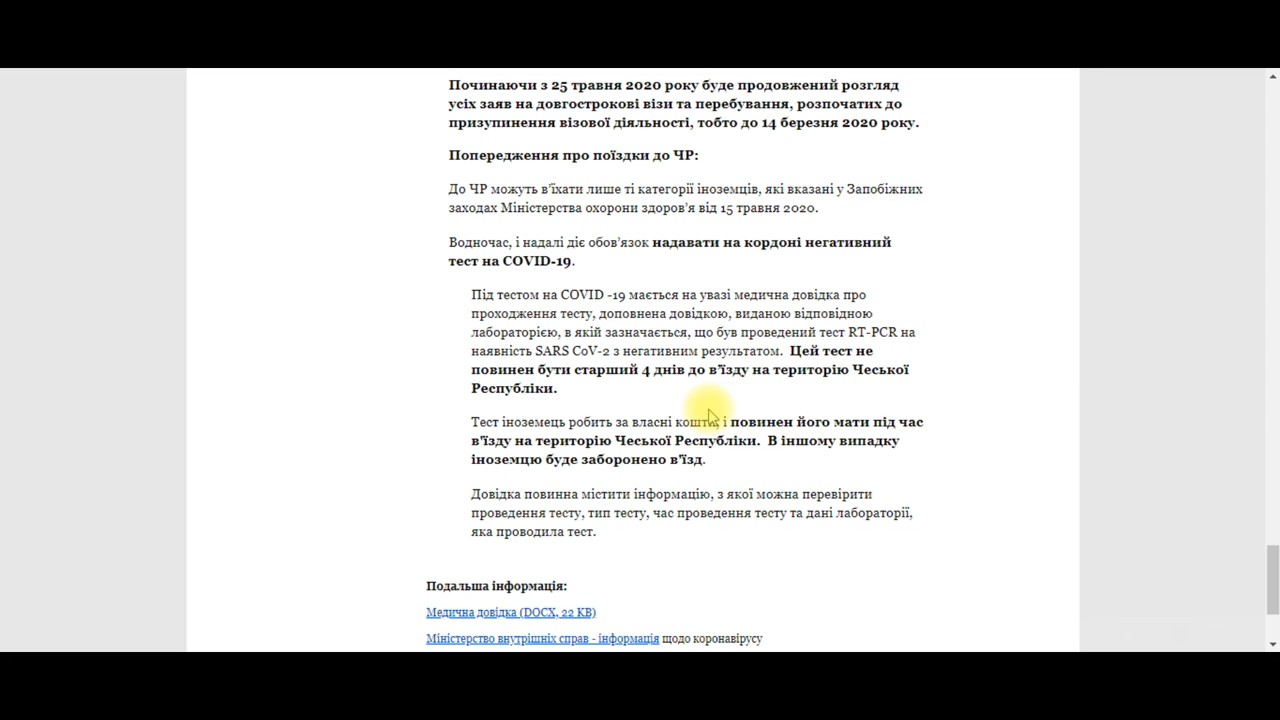 Починаючи з 25 травня 2020 року буде продовжений розгляд
усіх заяв на довгострокові візи та перебування, розпочатих до
призупинення візової діяльності, тобто до 14 березня 2020 року.
Попередження про поїздки до ЧР:
До ЧР можуть в'їхати лише ті категорії іноземців, які вказані у Запобіжних
заходах Міністерства охорони здоров'я від 15 травня 2020.
Водночас, і надалі діє обов'язок надавати на кордоні негативний
тест на COVID-19.
Під тестом на COVID -19 мається на увазі медична довідка про
проходження тесту, доповнена довідкою, виданою відповідною
лабораторією, в якій зазначається, що був проведений тест RT-PCR на
наявність SARS CoV-2 з негативним результатом. Цей тест не
повинен бути старший 4 днів до в'їзду на територію Чеської
Республіки.
Тест іноземець робить за власні кошти і повинен його мати під час
в'їзду на територію Чеської Республіки. В іншому випадку
іноземцю буде заборонено в'їзд.
Довідка повинна містити інформацію, з якої можна перевірити
проведення тесту, тип тесту, час проведення тесту та дані лабораторії,
яка проводила тест.
Подальша інформація:
Медична довідка (DOCX, 22 KB)
Міністерство внутрішніх справ - інформація щодо коронавірусу